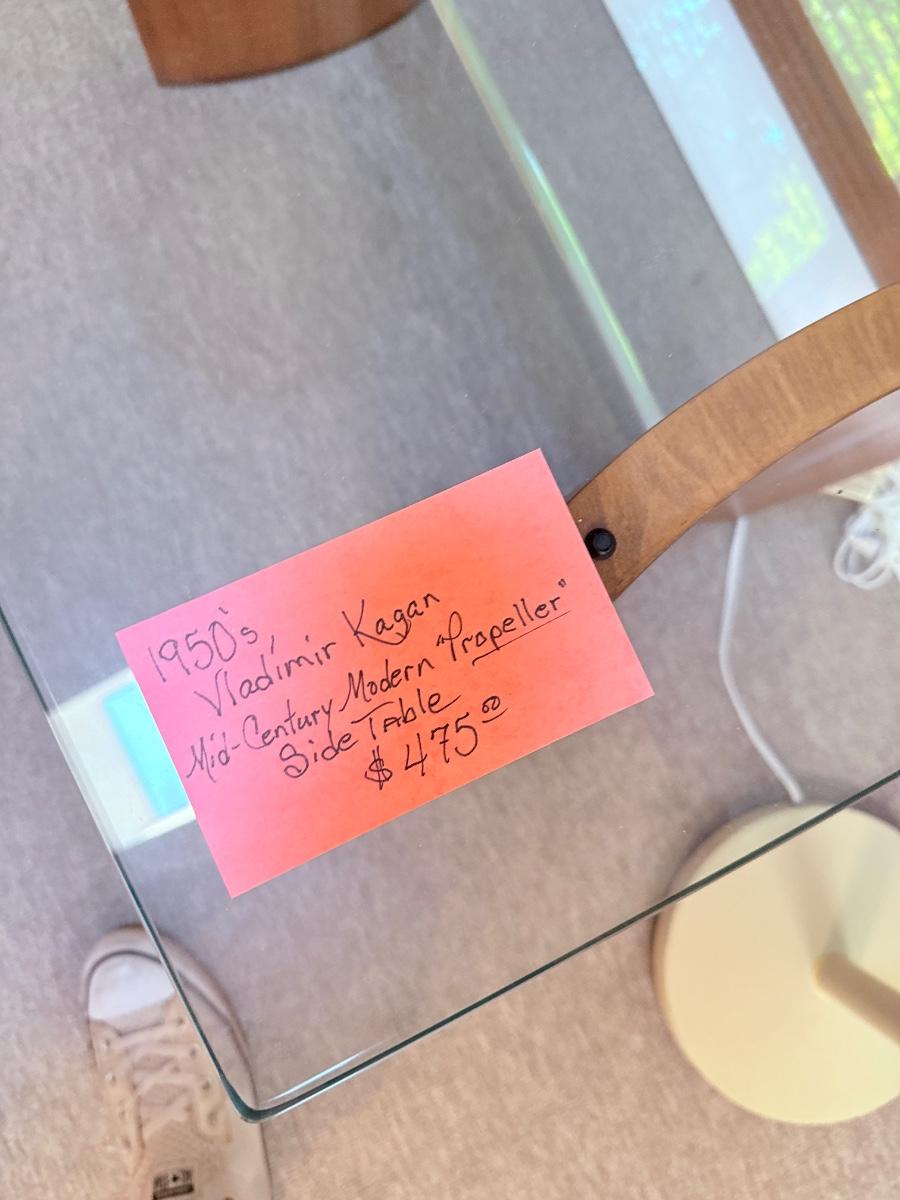 1950's,
Vladimir Kagan
Mid-Century Modern "Propeller"
Side Table
$475.00